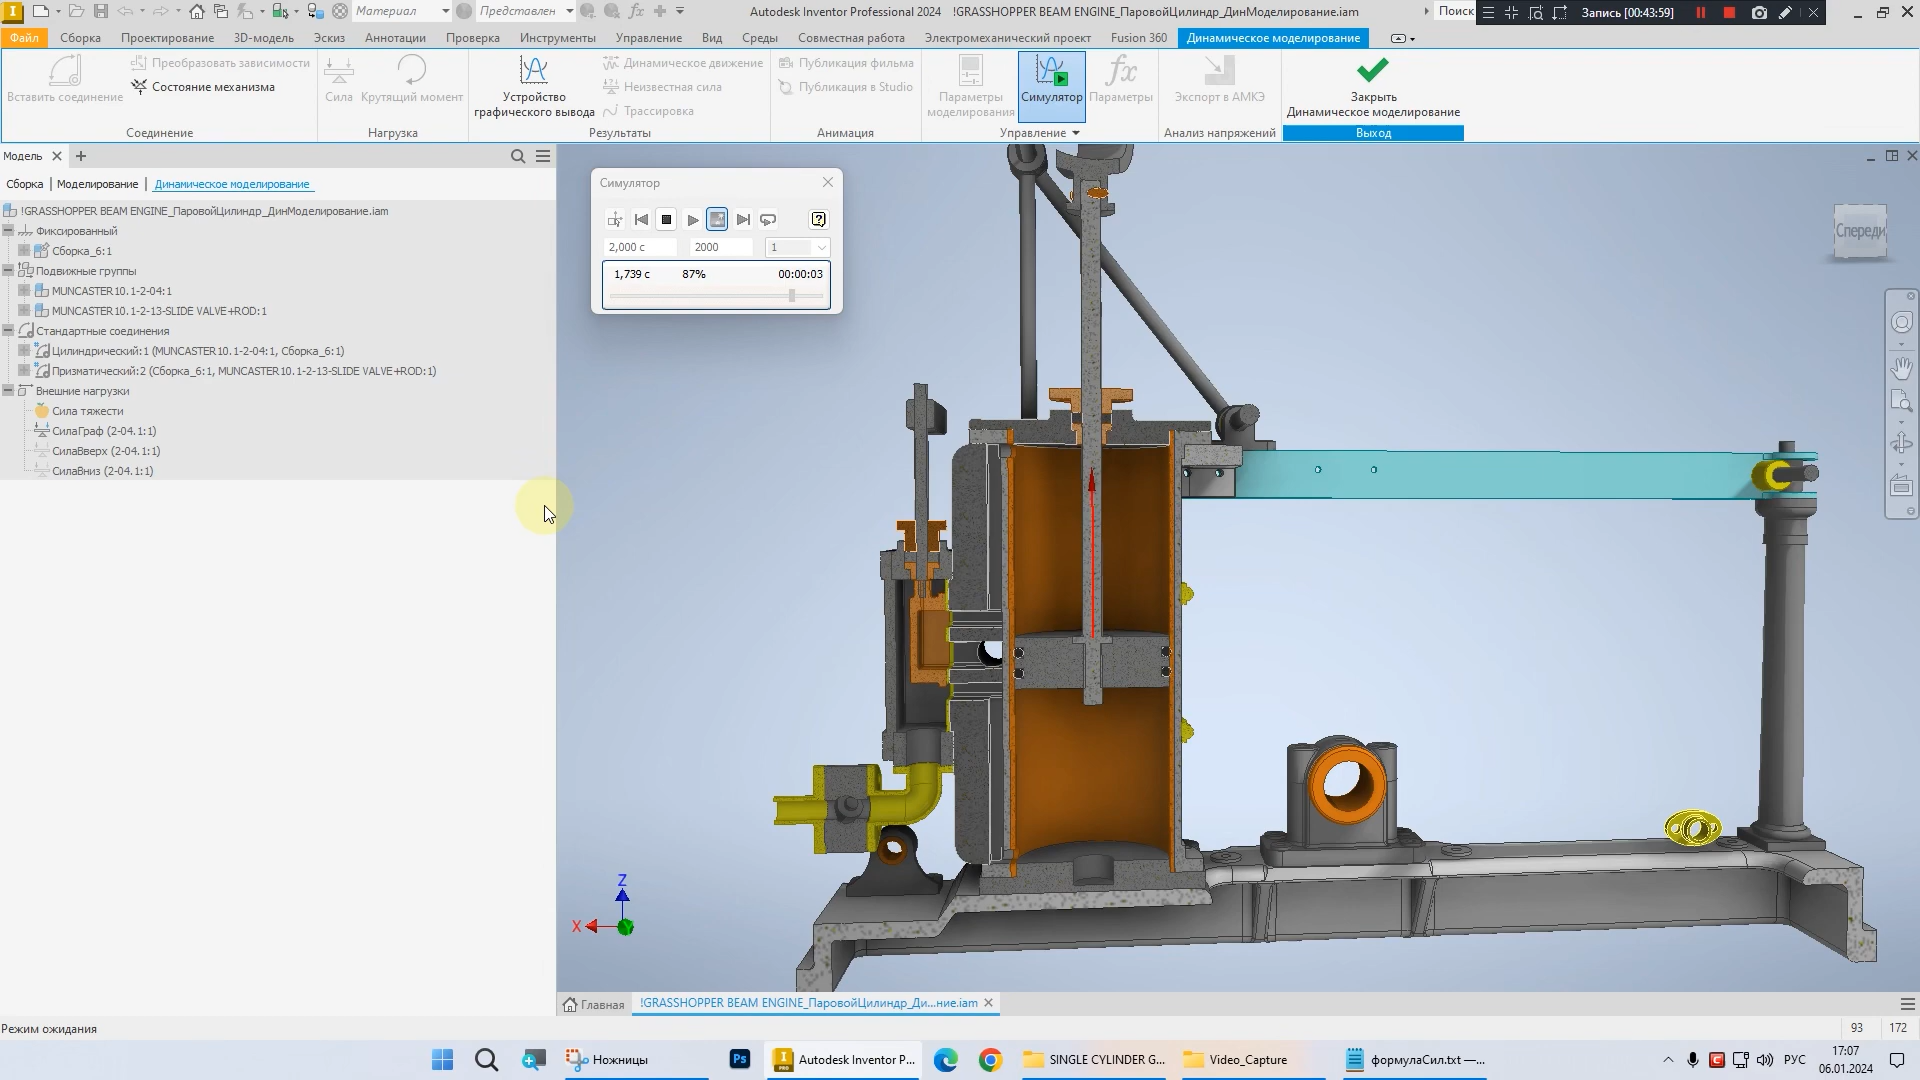 Материал
Представлен
Autodesk Inventor Professional 2024 !GRASSHOPPER BEAM ENGINE_ПаровойЦилиндр_ДинМоделирование.iam
Поиск
Запись [00:43:59]
Файл Сборка Проектирование 3D-модель Эскиз Аннотации Проверка Инструменты Управление Вид Среды Совместная работа Электромеханический проект Fusion 360 Динамическое моделирование
Вставить соединение
Преобразовать зависимости
Состояние механизма
Соединение
Сила
Крутящий момент
Нагрузка
Устройство
графического вывода
Динамическое движение
Неизвестная сила
Трассировка
Результаты
Публикация фильма
Публикация в Studio
Анимация
Параметры
моделирования
Симулятор
fx
Параметры
Управление
Экспорт в АМКЭ
Анализ напряжений
Закрыть
Динамическое моделирование
Выход
Модель
Сборка | Моделирование | Динамическое моделирование
!GRASSHOPPER BEAM ENGINE_ПаровойЦилиндр_ДинМоделирование.iam
Фиксированный
Сборка_6:1
Подвижные группы
MUNCASTER10.1-2-04:1
MUNCASTER10.1-2-13-SLIDE VALVE+ROD:1
Стандартные соединения
Цилиндрический:1 (MUNCASTER10.1-2-04:1, Сборка_6:1)
Призматический:2 (Сборка_6:1, MUNCASTER10.1-2-13-SLIDE VALVE+ROD:1)
Внешние нагрузки
Сила тяжести
СилаГраф (2-04.1:1)
СилаВверх (2-04.1:1)
СилаВниз (2-04.1:1)
Симулятор
2,000 с 2000 1
1,739 с 87% 00:00:03
Спереди
Z
X
Главная
!GRASSHOPPER BEAM ENGINE_ПаровойЦилиндр_Ди...ние.iam
Режим ожидания
93 172
Ножницы
Ps
Autodesk Inventor P...
SINGLE CYLINDER G...
Video_Capture
формулаСил.txt —...
РУС
17:07
06.01.2024